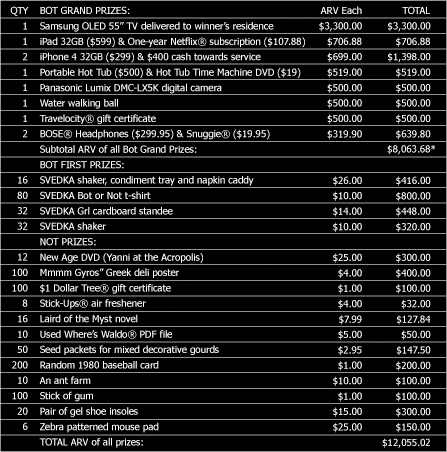 QTY BOT GRAND PRIZES: ARV Each TOTAL
1 Samsung OLED 55" TV delivered to winner's residence $3,300.00 $3,300.00
1 iPad 32GB ($599) & One-year Netflix® subscription ($107.88) $706.88 $706.88
2 iPhone 4 32GB ($299) & $400 cash towards service $699.00 $1,398.00
1 Portable Hot Tub ($500) & Hot Tub Time Machine DVD ($19) $519.00 $519.00
1 Panasonic Lumix DMC-LX5K digital camera $500.00 $500.00
1 Water walking ball $500.00 $500.00
1 Travelocity® gift certificate $500.00 $500.00
2 BOSE® Headphones ($299.95) & Snuggie® ($19.95) $319.90 $639.80
Subtotal ARV of all Bot Grand Prizes: $8,063.68*
BOT FIRST PRIZES:
16 SVEDKA shaker, condiment tray and napkin caddy $26.00 $416.00
80 SVEDKA Bot or Not t-shirt $10.00 $800.00
32 SVEDKA Grl cardboard standee $14.00 $448.00
32 SVEDKA shaker $10.00 $320.00
NOT PRIZES:
12 New Age DVD (Yanni at the Acropolis) $25.00 $300.00
100 Mmmm Gyros" Greek deli poster $4.00 $400.00
100 $1 Dollar Tree® gift certificate $1.00 $100.00
8 Stick-Ups® air freshener $4.00 $32.00
16 Laird of the Myst novel $7.99 $127.84
10 Used Where's Waldo® PDF file $5.00 $50.00
50 Seed packets for mixed decorative gourds $2.95 $147.50
200 Random 1980 baseball card $1.00 $200.00
10 An ant farm $10.00 $100.00
100 Stick of gum $1.00 $100.00
20 Pair of gel shoe insoles $15.00 $300.00
6 Zebra patterned mouse pad $25.00 $150.00
TOTAL ARV of all prizes: $12,055.02